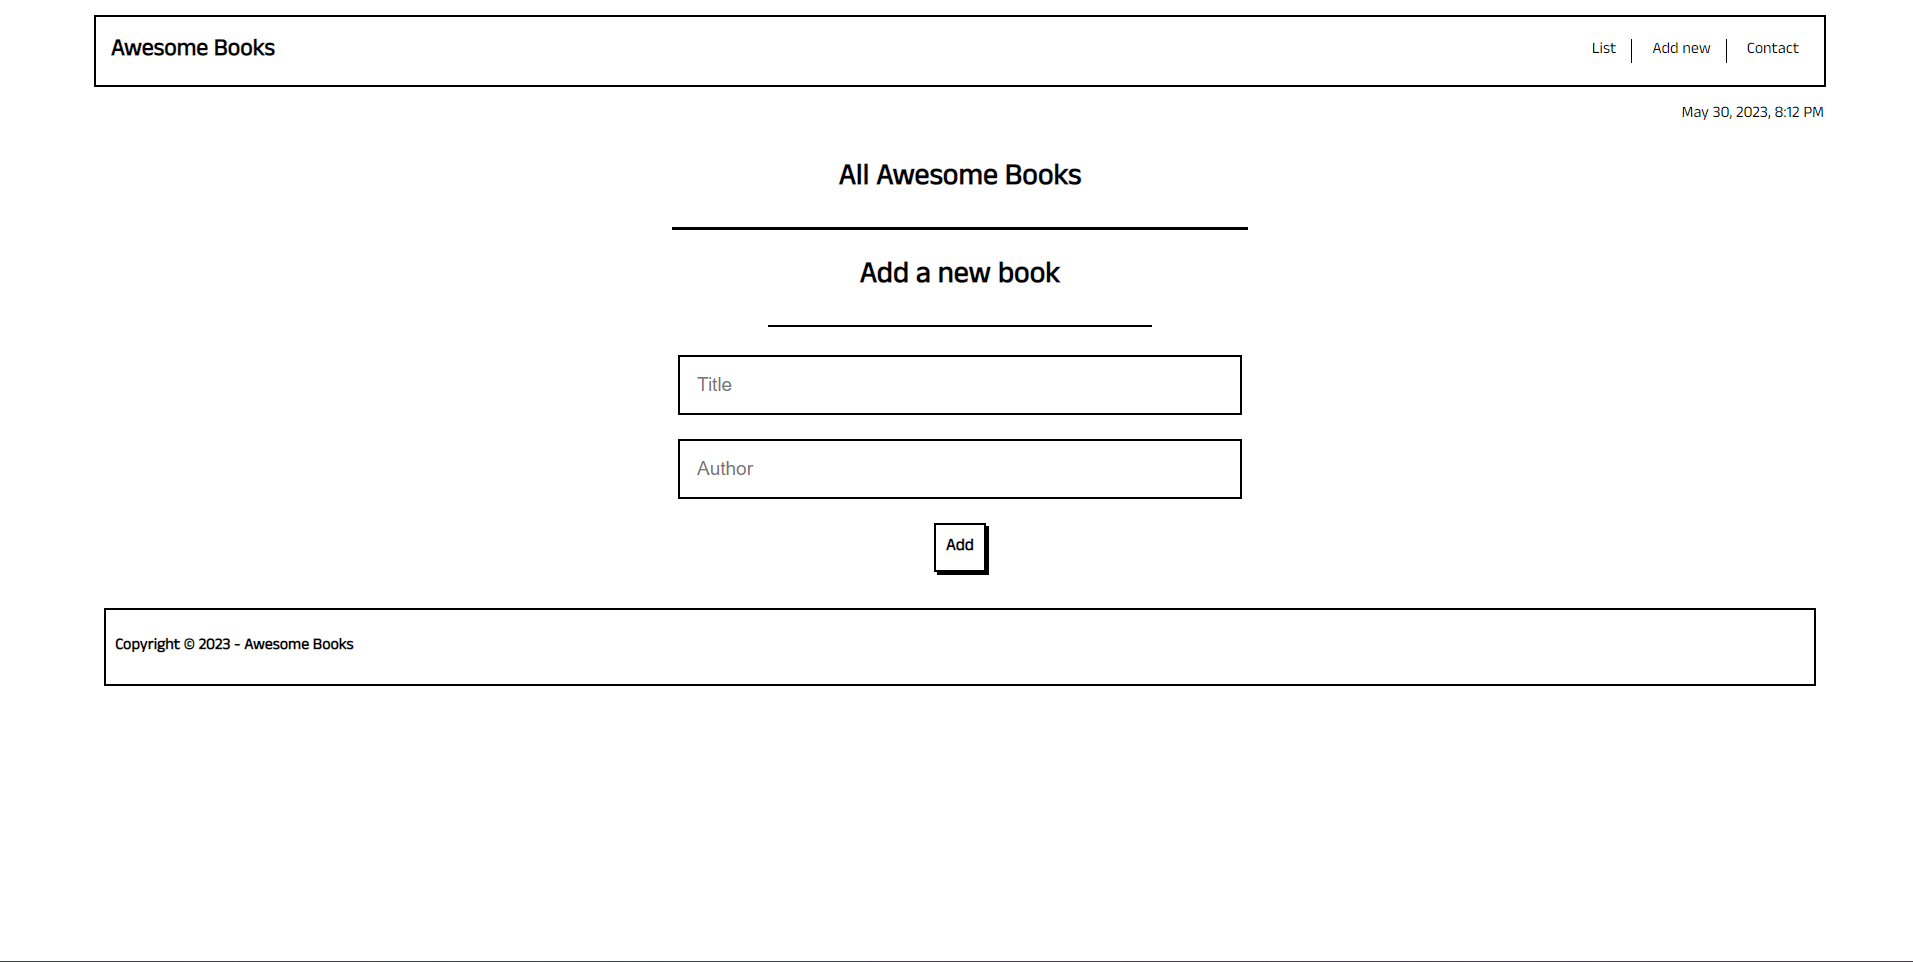 Awesome Books
List
Add new
Contact
May 30, 2023, 8:12 PM
All Awesome Books
Add a new book
Title
Author
Add
Copyright © 2023 - Awesome Books